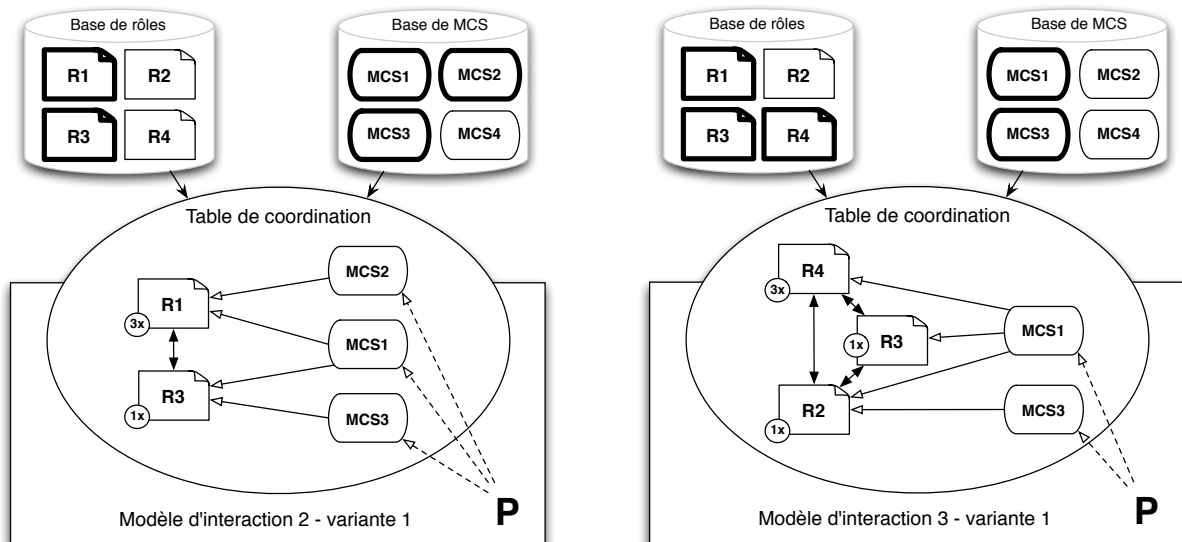 Base de rôles
R1 R2
R3 R4
Base de MCS
MCS1 MCS2
MCS3 MCS4
Table de coordination
MCS2
R1
3x
MCS1
R3
1x
MCS3
P
Modèle d'interaction 2 - variante 1
Base de rôles
R1 R2
R3 R4
Base de MCS
MCS1 MCS2
MCS3 MCS4
Table de coordination
R4
3x
MCS1
R3
1x
R2
1x
MCS3
P
Modèle d'interaction 3 - variante 1